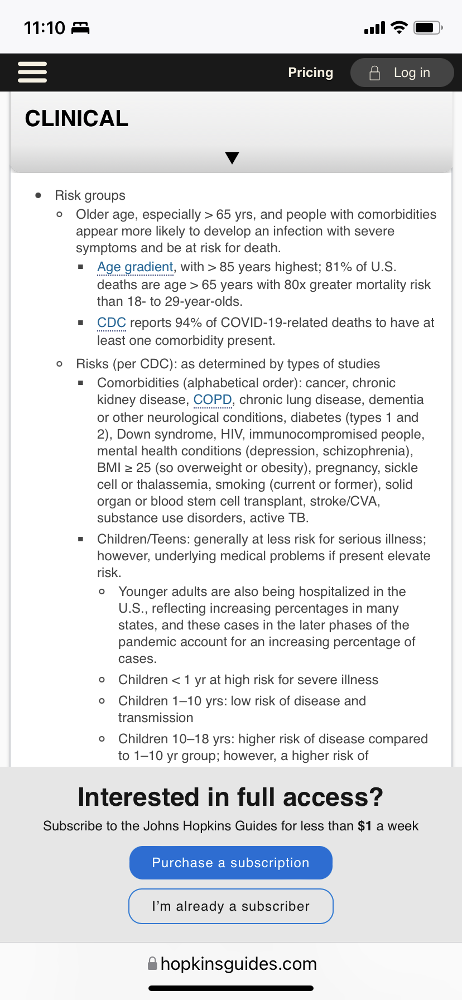 11:10
Pricing
Log in
CLINICAL
Risk groups
Older age, especially > 65 yrs, and people with comorbidities
appear more likely to develop an infection with severe
symptoms and be at risk for death.
Age gradient, with > 85 years highest; 81% of U.S.
deaths are age > 65 years with 80x greater mortality risk
than 18- to 29-year-olds.
CDC reports 94% of COVID-19-related deaths to have at
least one comorbidity present.
Risks (per CDC): as determined by types of studies
Comorbidities (alphabetical order): cancer, chronic
kidney disease, COPD, chronic lung disease, dementia
or other neurological conditions, diabetes (types 1 and
2), Down syndrome, HIV, immunocompromised people,
mental health conditions (depression, schizophrenia),
BMI ≥ 25 (so overweight or obesity), pregnancy, sickle
cell or thalassemia, smoking (current or former), solid
organ or blood stem cell transplant, stroke/CVA,
substance use disorders, active TB.
Children/Teens: generally at less risk for serious illness;
however, underlying medical problems if present elevate
risk.
Younger adults are also being hospitalized in the
U.S., reflecting increasing percentages in many
states, and these cases in the later phases of the
pandemic account for an increasing percentage of
cases.
Children < 1 yr at high risk for severe illness
Children 1–10 yrs: low risk of disease and
transmission
Children 10–18 yrs: higher risk of disease compared
to 1–10 yr group; however, a higher risk of
Interested in full access?
Subscribe to the Johns Hopkins Guides for less than $1 a week
Purchase a subscription
I'm already a subscriber
hopkinsguides.com